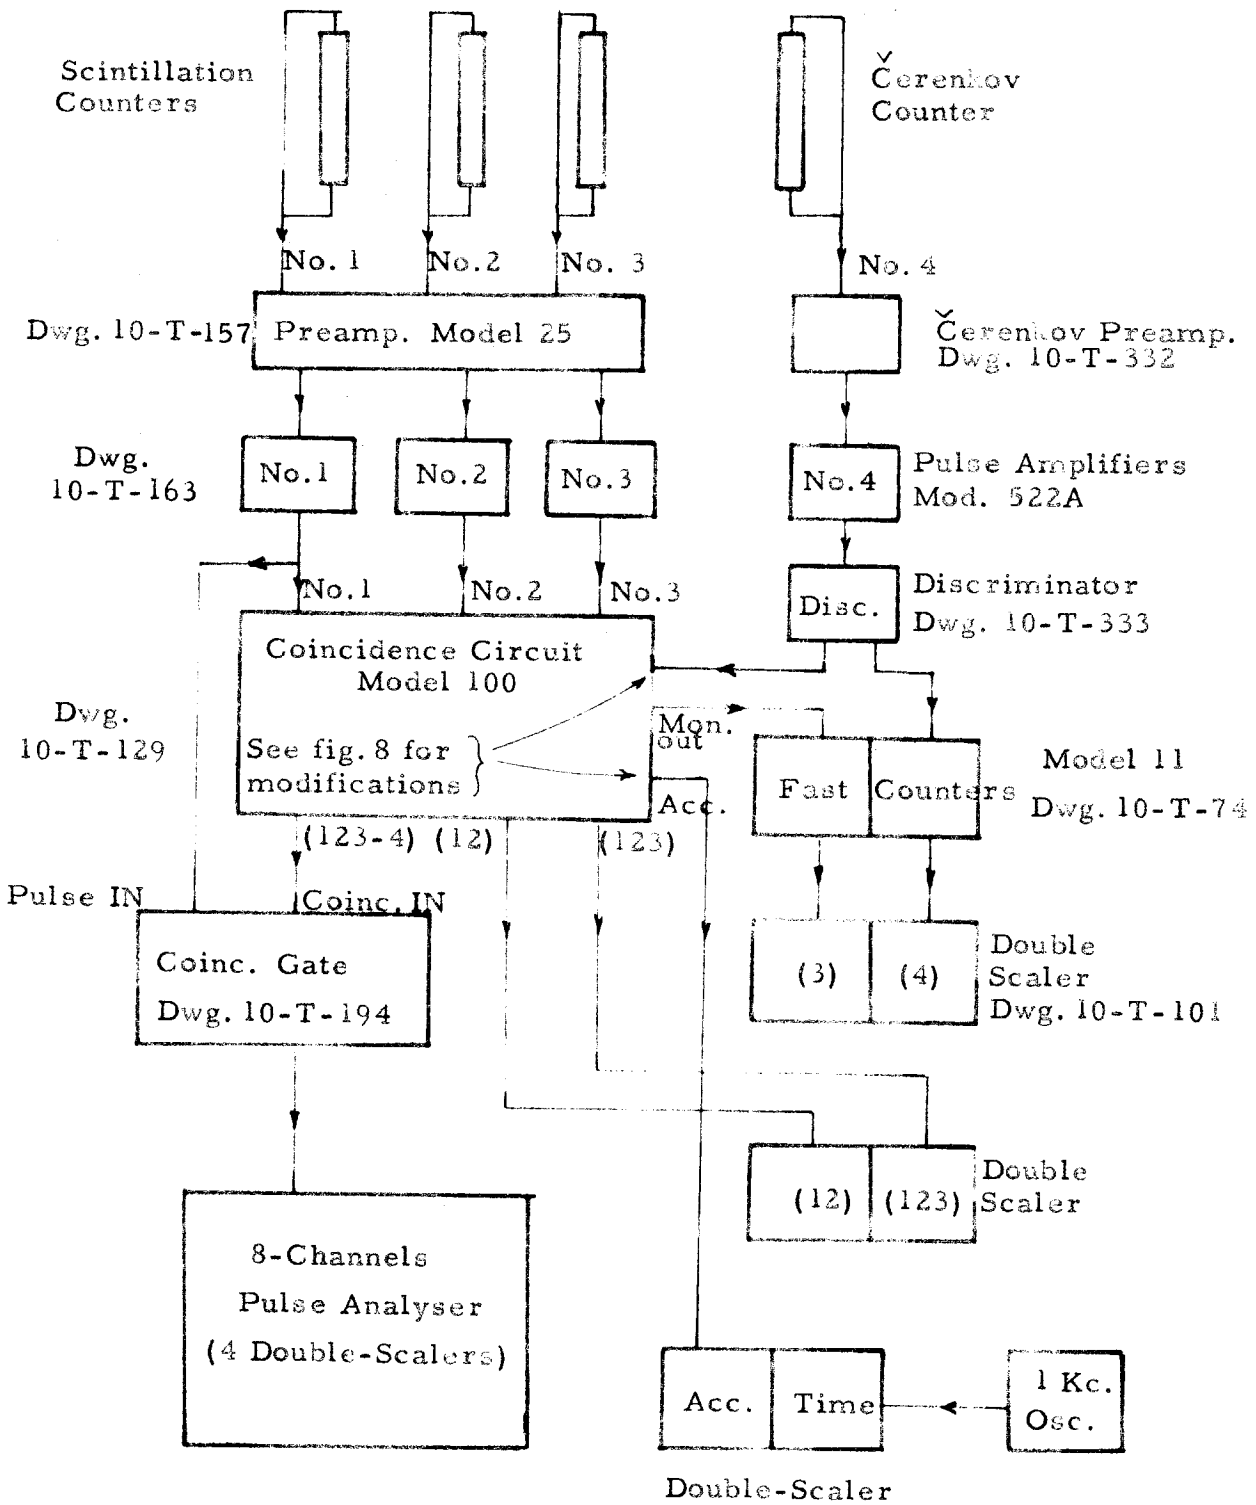 Scintillation
Counters
Čerenkov
Counter
No. 1
No. 2
No. 3
No. 4
Dwg. 10-T-157
Preamp. Model 25
Čerenkov Preamp.
Dwg. 10-T-332
Dwg.
10-T-163
No. 1
No. 2
No. 3
No. 4
Pulse Amplifiers
Mod. 522A
No. 1
No. 2
No. 3
Disc.
Discriminator
Dwg. 10-T-333
Coincidence Circuit
Model 100
See fig. 8 for
modifications
Dwg.
10-T-129
Mon.
out
Acc.
Fast
Counters
Model 11
Dwg. 10-T-74
(123-4)
(12)
(123)
Pulse IN
Coinc. IN
Coinc. Gate
Dwg. 10-T-194
(3)
(4)
Double
Scaler
Dwg. 10-T-101
(12)
(123)
Double
Scaler
8-Channels
Pulse Analyser
(4 Double-Scalers)
Acc.
Time
1 Kc.
Osc.
Double-Scaler